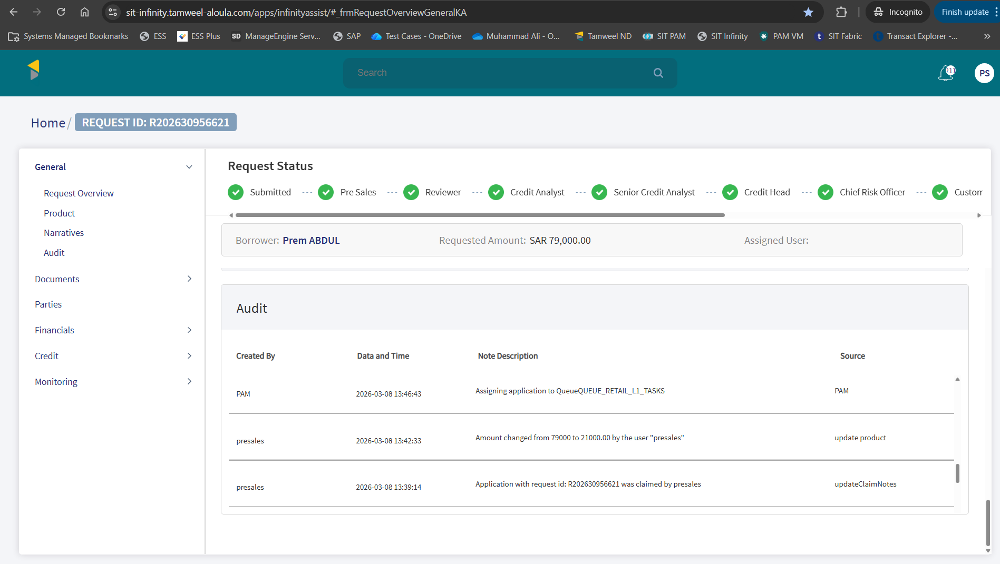 sit-infinity.tamweel-aloula.com/apps/infinityassist/#_frmRequestOverviewGeneralKA
Incognito
Finish update
Systems Managed Bookmarks
ESS
ESS Plus
SD ManageEngine Serv...
SAP
Test Cases - OneDrive
Muhammad Ali - O...
Tamweel ND
SIT PAM
SIT Infinity
PAM VM
t SIT Fabric
t Transact Explorer -...
Search
211
PS
Home / REQUEST ID: R202630956621
General
Request Overview
Product
Narratives
Audit
Documents
Parties
Financials
Credit
Monitoring
Request Status
Submitted --- Pre Sales --- Reviewer --- Credit Analyst --- Senior Credit Analyst --- Credit Head --- Chief Risk Officer --- Custom
Borrower: Prem ABDUL Requested Amount: SAR 79,000.00 Assigned User:
Audit
Created By Data and Time Note Description Source
PAM 2026-03-08 13:46:43 Assigning application to QueueQUEUE_RETAIL_L1_TASKS PAM
presales 2026-03-08 13:42:33 Amount changed from 79000 to 21000.00 by the user "presales" update product
presales 2026-03-08 13:39:14 Application with request id: R202630956621 was claimed by presales updateClaimNotes